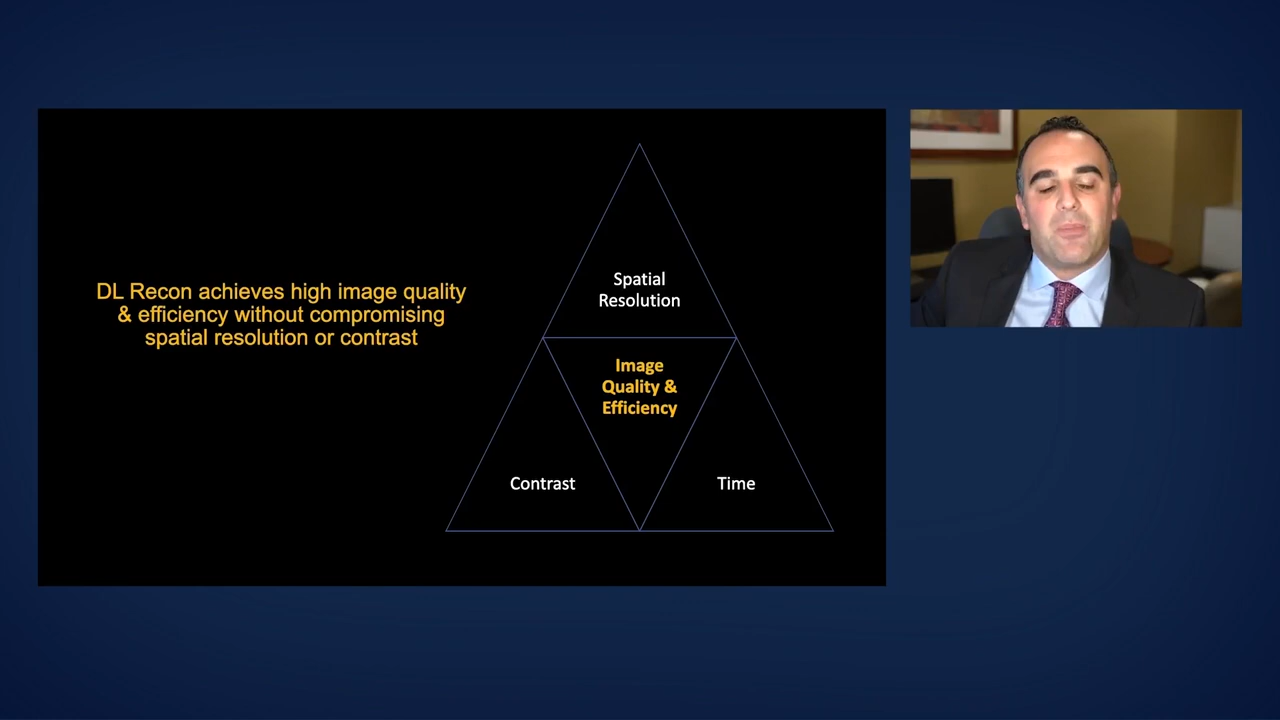 DL Recon achieves high image quality
& efficiency without compromising
spatial resolution or contrast
Spatial
Resolution
Image
Quality &
Efficiency
Contrast
Time